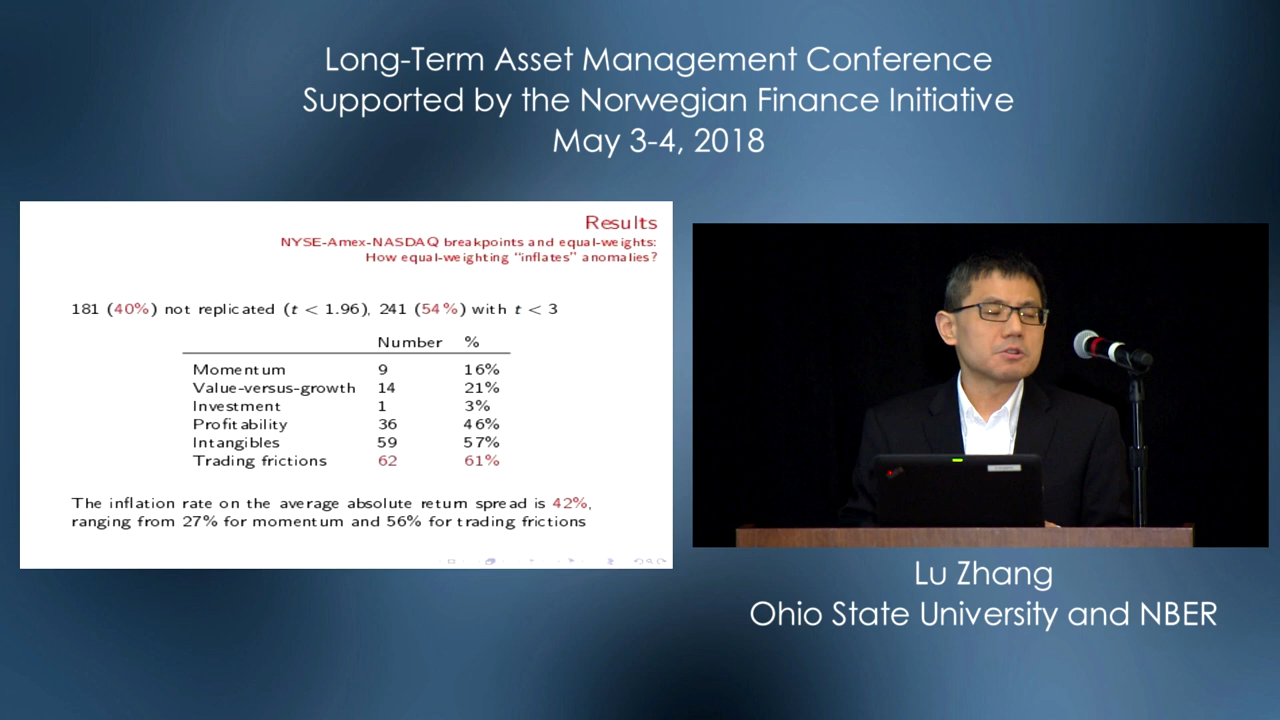 Long-Term Asset Management Conference
Supported by the Norwegian Finance Initiative
May 3-4, 2018
Results
NYSE-Amex-NASDAQ breakpoints and equal-weights:
How equal-weighting "inflates" anomalies?
181 (40%) not replicated (t < 1.96), 241 (54%) with t < 3
Number %
Momentum 9 16%
Value-versus-growth 14 21%
Investment 1 3%
Profitability 36 46%
Intangibles 59 57%
Trading frictions 62 61%
The inflation rate on the average absolute return spread is 42%,
ranging from 27% for momentum and 56% for trading frictions
Lu Zhang
Ohio State University and NBER